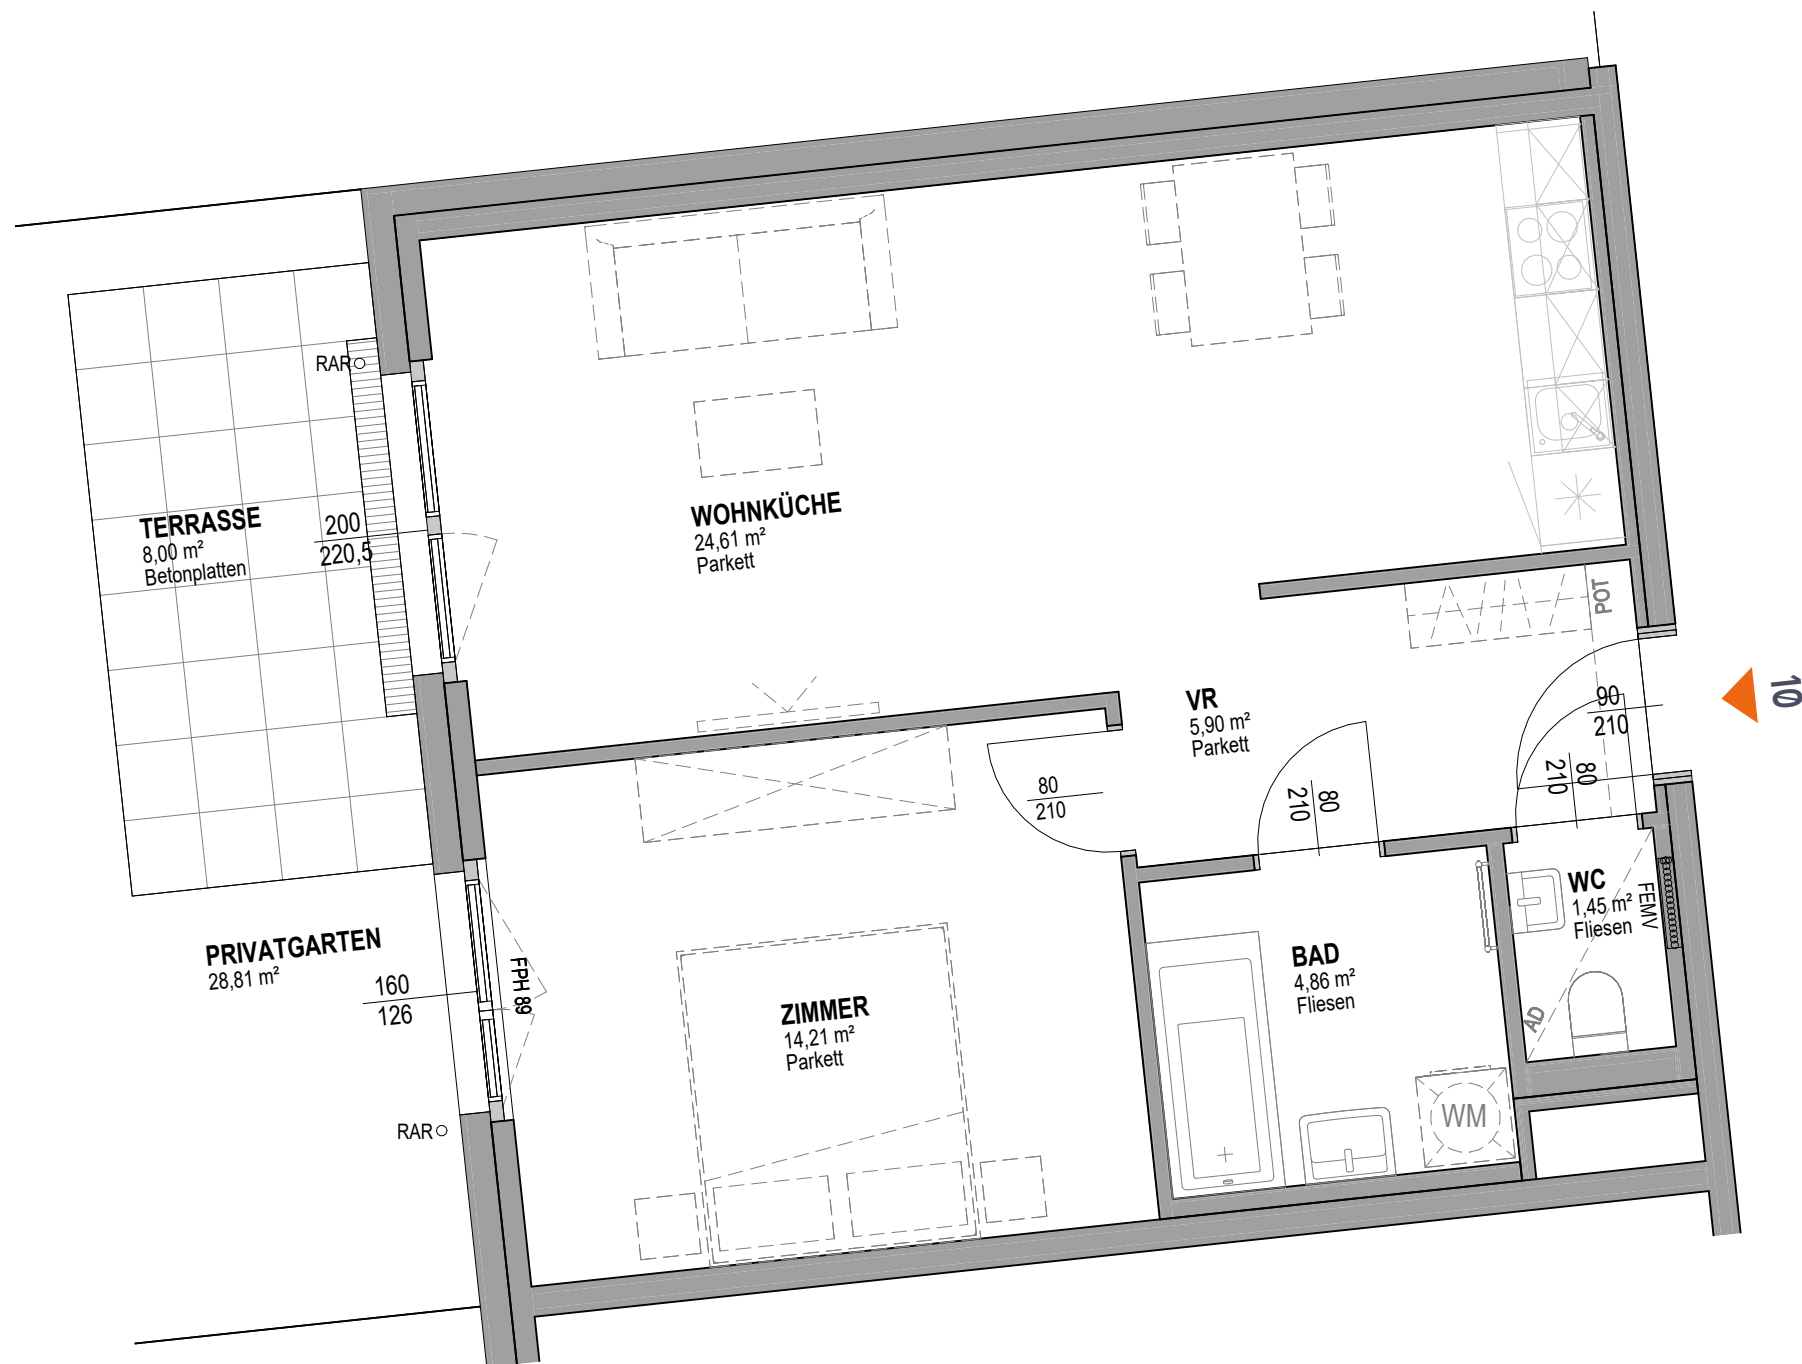 RAR
TERRASSE
8,00 m²
Betonplatten
200
220,5
WOHNKÜCHE
24,61 m²
Parkett
POT
VR
5,90 m²
Parkett
90
210
10
80
210
80
210
80
210
WC
1,45 m²
Fliesen
FEMV
AD
BAD
4,86 m²
Fliesen
WM
PRIVATGARTEN
28,81 m²
160
126
FPH 89
ZIMMER
14,21 m²
Parkett
RAR